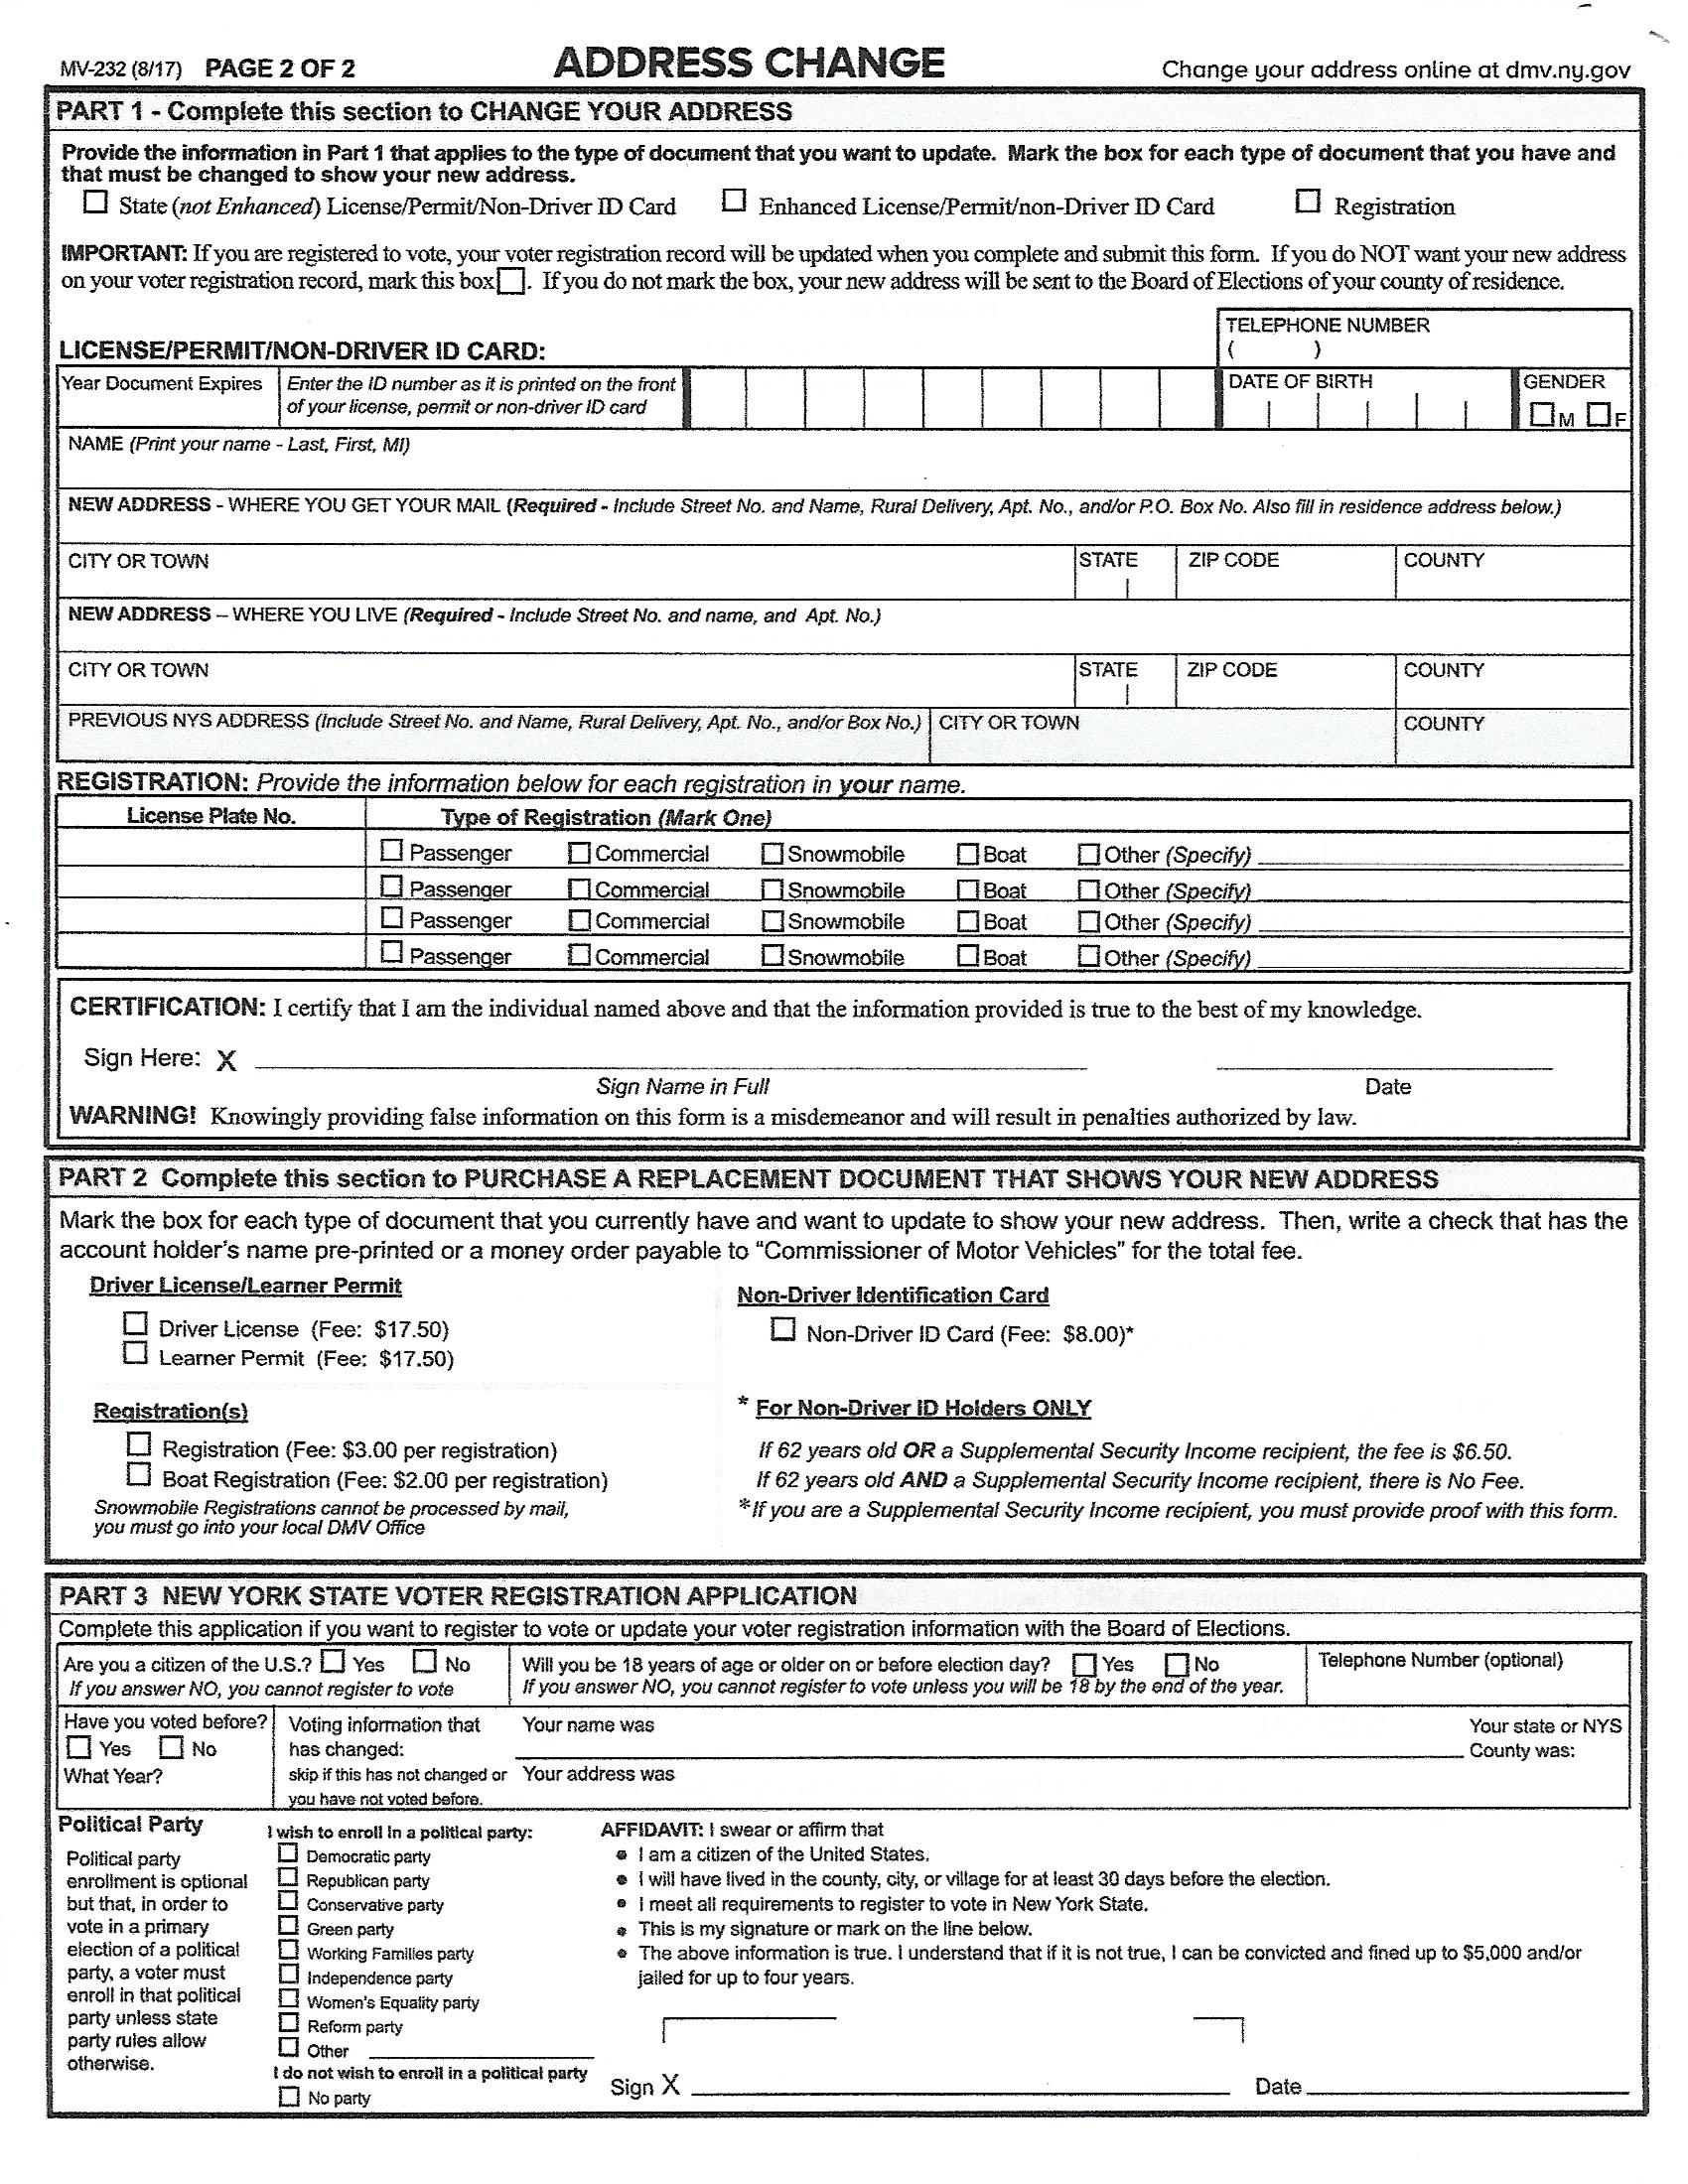 MV-232 (8/17) PAGE 2 OF 2
ADDRESS CHANGE
Change your address online at dmv.ny.gov
PART 1 - Complete this section to CHANGE YOUR ADDRESS
Provide the information in Part 1 that applies to the type of document that you want to update. Mark the box for each type of document that you have and
that must be changed to show your new address.
☐ State (not Enhanced) License/Permit/Non-Driver ID Card ☐ Enhanced License/Permit/non-Driver ID Card ☐ Registration
IMPORTANT: If you are registered to vote, your voter registration record will be updated when you complete and submit this form. If you do NOT want your new address
on your voter registration record, mark this box ☐. If you do not mark the box, your new address will be sent to the Board of Elections of your county of residence.
TELEPHONE NUMBER
LICENSE/PERMIT/NON-DRIVER ID CARD: ( )
Year Document Expires
Enter the ID number as it is printed on the front
of your license, permit or non-driver ID card
DATE OF BIRTH
GENDER
☐ M ☐ F
NAME (Print your name - Last, First, MI)
NEW ADDRESS - WHERE YOU GET YOUR MAIL (Required - Include Street No. and Name, Rural Delivery, Apt. No., and/or P.O. Box No. Also fill in residence address below.)
CITY OR TOWN STATE ZIP CODE COUNTY
NEW ADDRESS – WHERE YOU LIVE (Required - Include Street No. and name, and Apt. No.)
CITY OR TOWN STATE ZIP CODE COUNTY
PREVIOUS NYS ADDRESS (Include Street No. and Name, Rural Delivery, Apt. No., and/or Box No.) CITY OR TOWN COUNTY
REGISTRATION: Provide the information below for each registration in your name.
License Plate No. Type of Registration (Mark One)
☐ Passenger ☐ Commercial ☐ Snowmobile ☐ Boat ☐ Other (Specify)
☐ Passenger ☐ Commercial ☐ Snowmobile ☐ Boat ☐ Other (Specify)
☐ Passenger ☐ Commercial ☐ Snowmobile ☐ Boat ☐ Other (Specify)
☐ Passenger ☐ Commercial ☐ Snowmobile ☐ Boat ☐ Other (Specify)
CERTIFICATION: I certify that I am the individual named above and that the information provided is true to the best of my knowledge.
Sign Here: X
Sign Name in Full Date
WARNING! Knowingly providing false information on this form is a misdemeanor and will result in penalties authorized by law.
PART 2 Complete this section to PURCHASE A REPLACEMENT DOCUMENT THAT SHOWS YOUR NEW ADDRESS
Mark the box for each type of document that you currently have and want to update to show your new address. Then, write a check that has the
account holder's name pre-printed or a money order payable to "Commissioner of Motor Vehicles" for the total fee.
Driver License/Learner Permit
☐ Driver License (Fee: $17.50)
☐ Learner Permit (Fee: $17.50)
Non-Driver Identification Card
☐ Non-Driver ID Card (Fee: $8.00)*
Registration(s)
☐ Registration (Fee: $3.00 per registration)
☐ Boat Registration (Fee: $2.00 per registration)
Snowmobile Registrations cannot be processed by mail,
you must go into your local DMV Office
* For Non-Driver ID Holders ONLY
If 62 years old OR a Supplemental Security Income recipient, the fee is $6.50.
If 62 years old AND a Supplemental Security Income recipient, there is No Fee.
*If you are a Supplemental Security Income recipient, you must provide proof with this form.
PART 3 NEW YORK STATE VOTER REGISTRATION APPLICATION
Complete this application if you want to register to vote or update your voter registration information with the Board of Elections.
Are you a citizen of the U.S.? ☐ Yes ☐ No
If you answer NO, you cannot register to vote
Will you be 18 years of age or older on or before election day? ☐ Yes ☐ No
If you answer NO, you cannot register to vote unless you will be 18 by the end of the year.
Telephone Number (optional)
Have you voted before?
☐ Yes ☐ No
What Year?
Voting information that
has changed:
skip if this has not changed or
you have not voted before.
Your name was
Your address was
Your state or NYS
County was:
Political Party
Political party
enrollment is optional
but that, in order to
vote in a primary
election of a political
party, a voter must
enroll in that political
party unless state
party rules allow
otherwise.
I wish to enroll in a political party:
☐ Democratic party
☐ Republican party
☐ Conservative party
☐ Green party
☐ Working Families party
☐ Independence party
☐ Women's Equality party
☐ Reform party
☐ Other
I do not wish to enroll in a political party
☐ No party
AFFIDAVIT: I swear or affirm that
• I am a citizen of the United States.
• I will have lived in the county, city, or village for at least 30 days before the election.
• I meet all requirements to register to vote in New York State.
• This is my signature or mark on the line below.
• The above information is true. I understand that if it is not true, I can be convicted and fined up to $5,000 and/or
jailed for up to four years.
Sign X Date